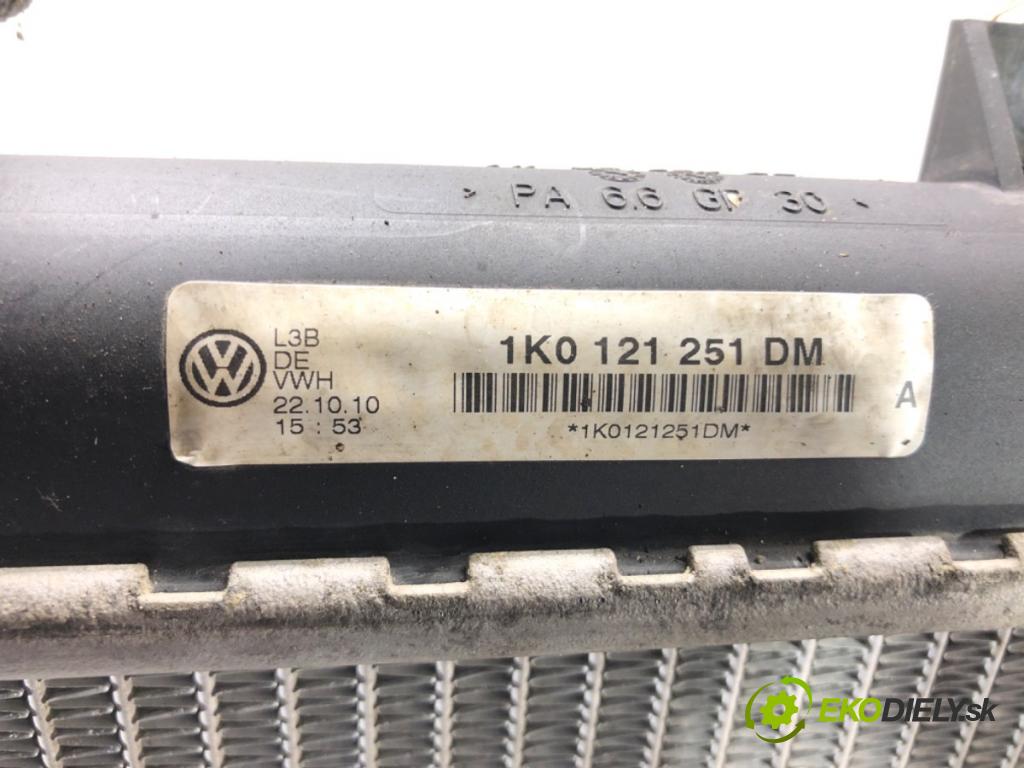 > PA 6.6 GF 30 <
L3B
DE
VWH
22.10.10
15 : 53
1K0 121 251 DM
*1K0121251DM*
A
EKODIELY.sk